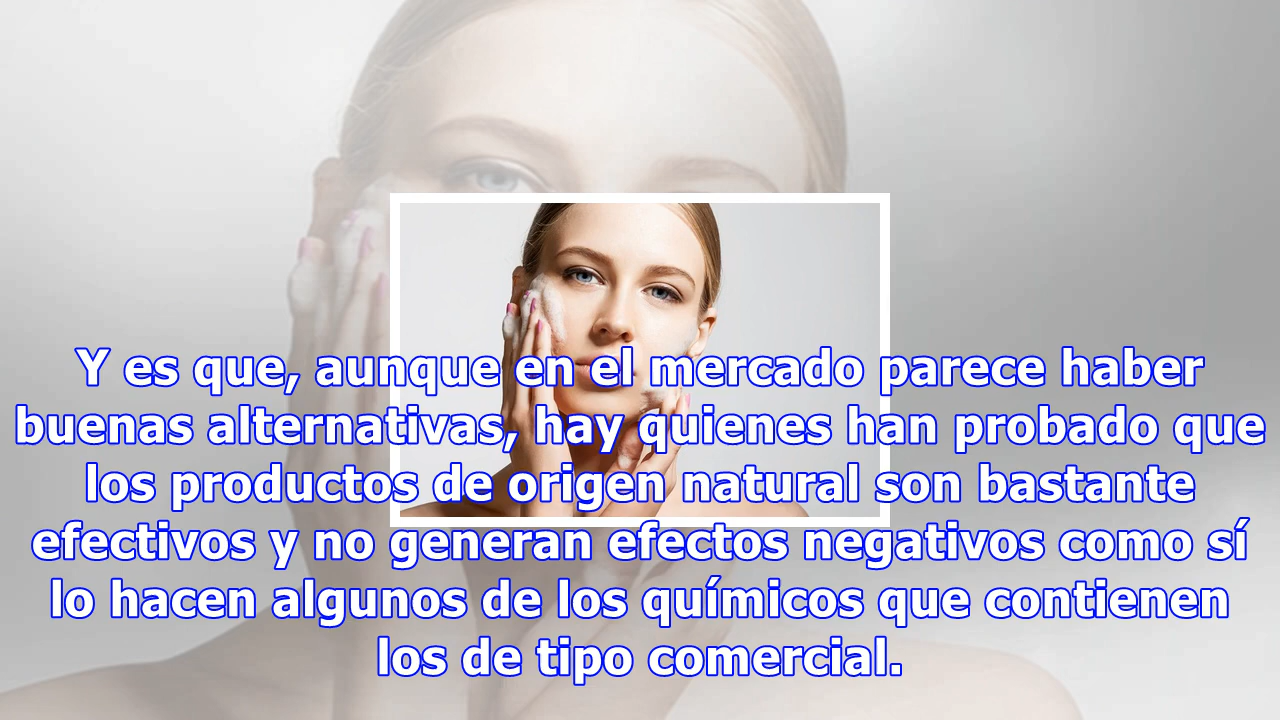 Y es que, aunque en el mercado parece haber
buenas alternativas, hay quienes han probado que
los productos de origen natural son bastante
efectivos y no generan efectos negativos como sí
lo hacen algunos de los químicos que contienen
los de tipo comercial.